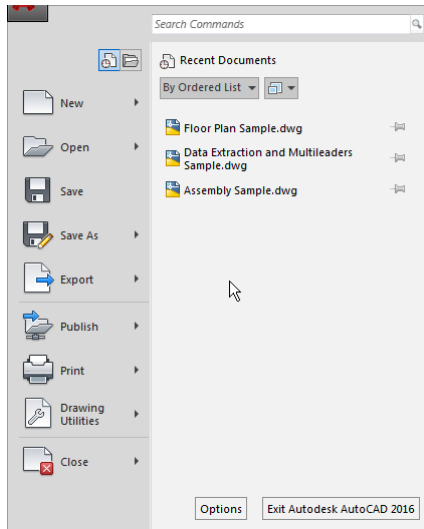 Search Commands
Recent Documents
By Ordered List
New
Floor Plan Sample.dwg
Open
Data Extraction and Multileaders
Sample.dwg
Save
Assembly Sample.dwg
Save As
Export
Publish
Print
Drawing
Utilities
Close
Options
Exit Autodesk AutoCAD 2016